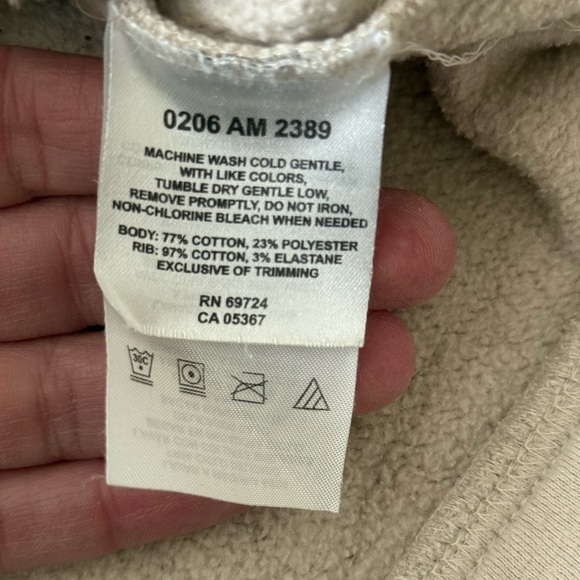 0206 AM 2389
MACHINE WASH COLD GENTLE,
WITH LIKE COLORS,
TUMBLE DRY GENTLE LOW,
REMOVE PROMPTLY, DO NOT IRON,
NON-CHLORINE BLEACH WHEN NEEDED
BODY: 77% COTTON, 23% POLYESTER
RIB: 97% COTTON, 3% ELASTANE
EXCLUSIVE OF TRIMMING
RN 69724
CA 05367
30C